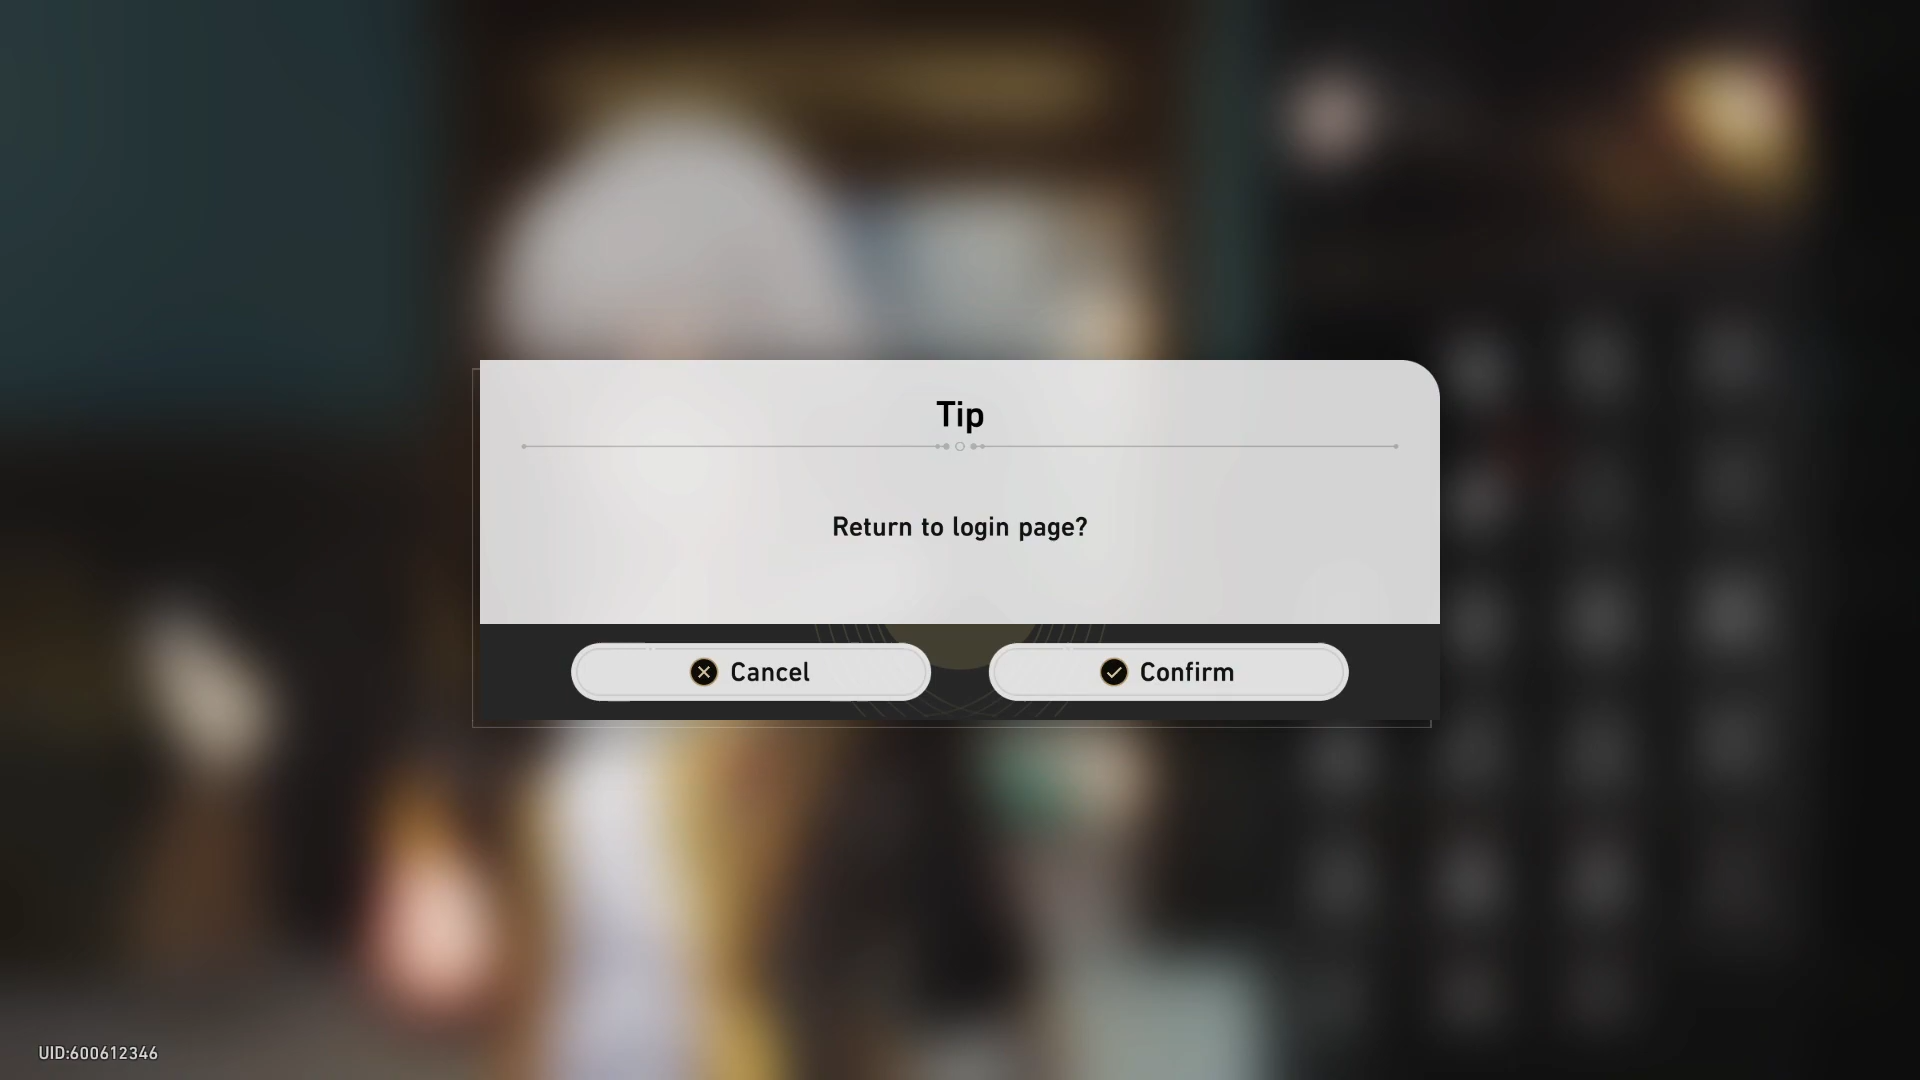 Tip
Return to login page?
Cancel
Confirm
UID:600612346